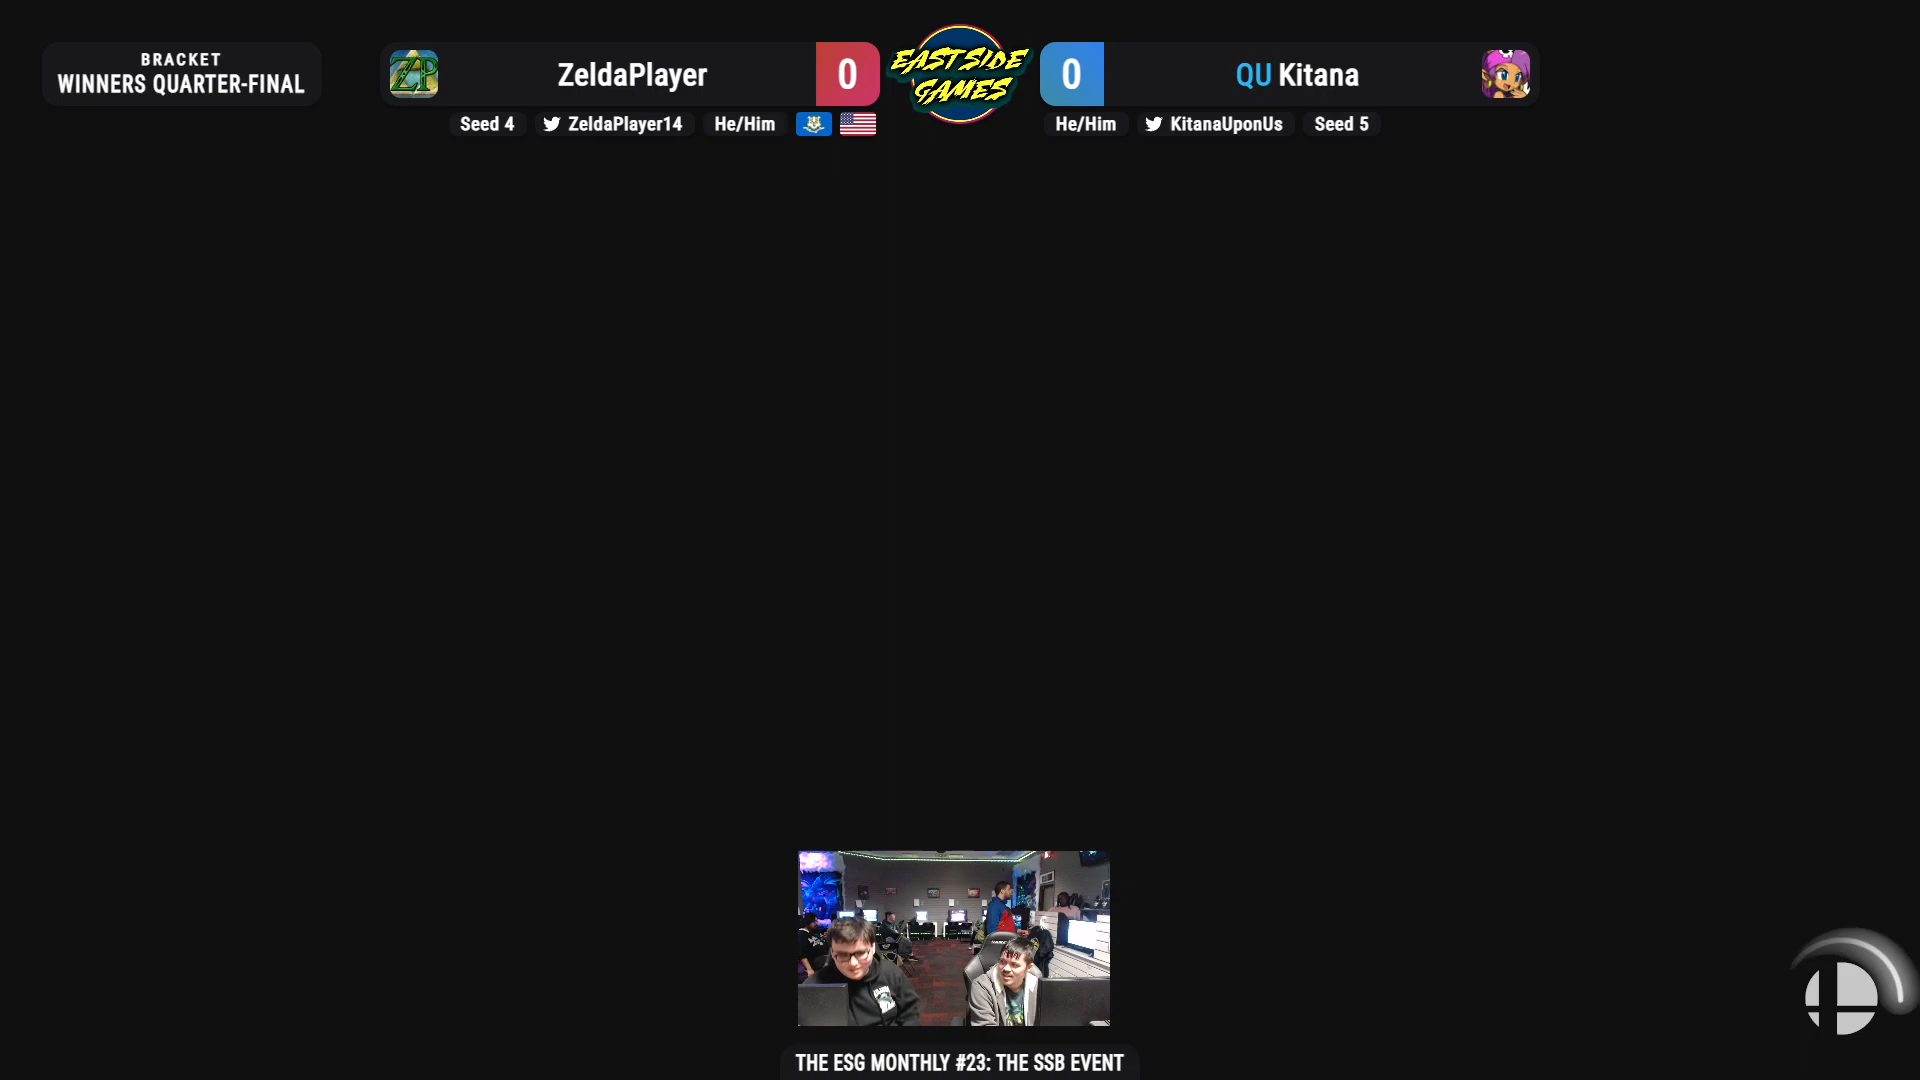 BRACKET
WINNERS QUARTER-FINAL
ZP
ZeldaPlayer
0
EAST SIDE
GAMES
0
QU Kitana
Seed 4
ZeldaPlayer14
He/Him
He/Him
KitanaUponUs
Seed 5
THE ESG MONTHLY #23: THE SSB EVENT